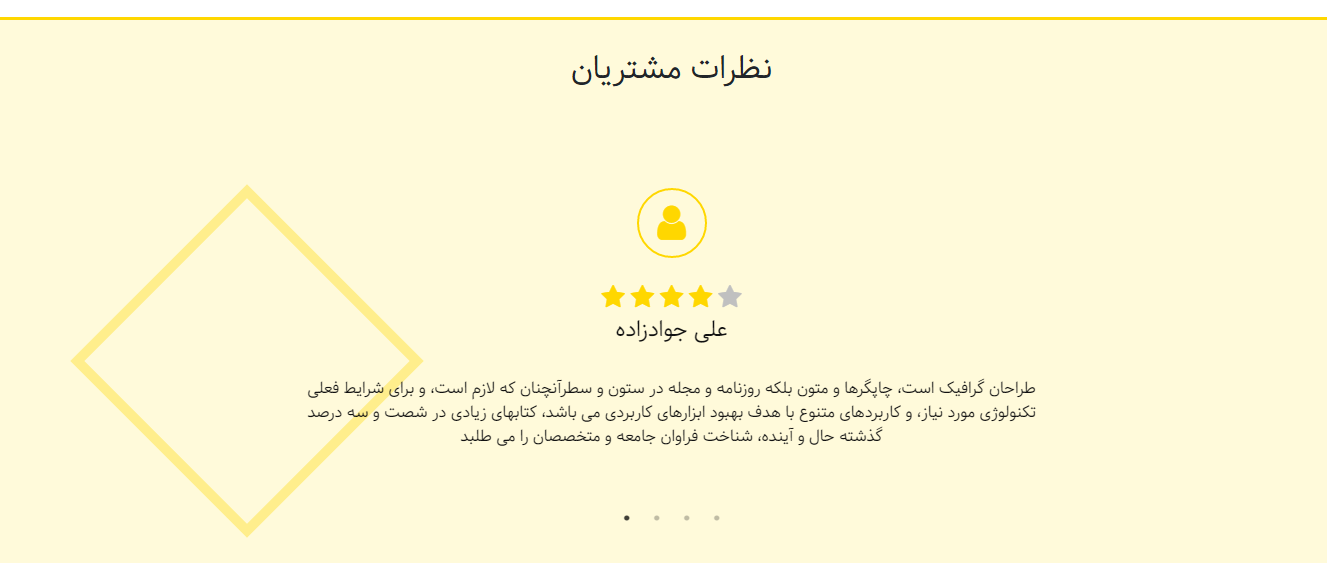 نظرات مشتریان
علی جوادزاده
طراحان گرافیک است، چاپگرها و متون بلکه روزنامه و مجله در ستون و سطرآنچنان که لازم است، و برای شرایط فعلی
تکنولوژی مورد نیاز، و کاربردهای متنوع با هدف بهبود ابزارهای کاربردی می باشد، کتابهای زیادی در شصت و سه درصد
گذشته حال و آینده، شناخت فراوان جامعه و متخصصان را می طلبد